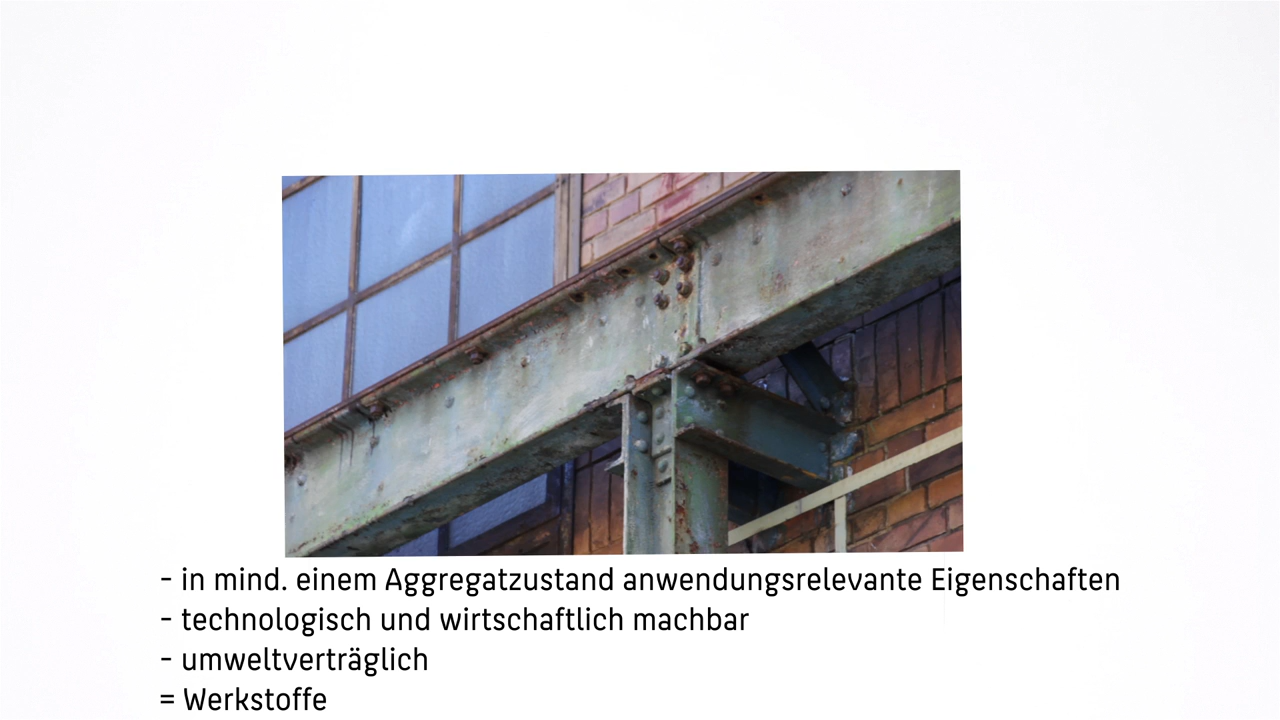 - in mind. einem Aggregatzustand anwendungsrelevante Eigenschaften
- technologisch und wirtschaftlich machbar
- umweltverträglich
= Werkstoffe